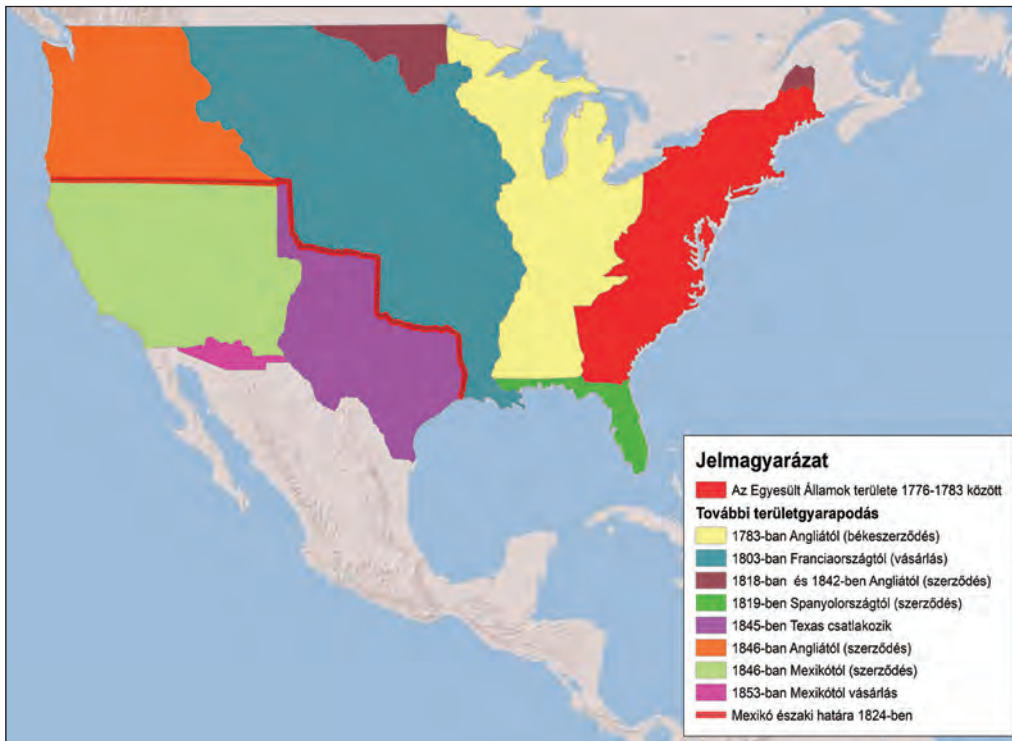 Jelmagyarázat
Az Egyesült Államok területe 1776-1783 között
További területgyarapodás
1783-ban Angliától (békeszerződés)
1803-ban Franciaországtól (vásárlás)
1818-ban és 1842-ben Angliától (szerződés)
1819-ben Spanyolországtól (szerződés)
1845-ben Texas csatlakozik
1846-ban Angliától (szerződés)
1846-ban Mexikótól (szerződés)
1853-ban Mexikótól vásárlás
Mexikó északi határa 1824-ben